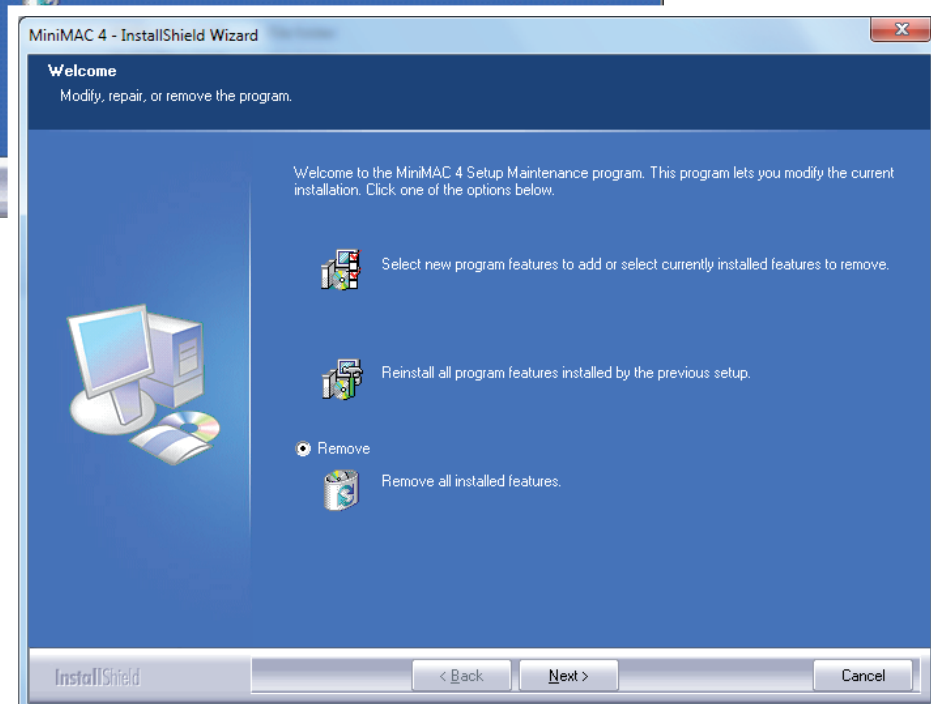 MiniMAC 4 - InstallShield Wizard
Welcome
Modify, repair, or remove the program.
Welcome to the MiniMAC 4 Setup Maintenance program. This program lets you modify the current
installation. Click one of the options below.
Select new program features to add or select currently installed features to remove.
Reinstall all program features installed by the previous setup.
Remove
Remove all installed features.
InstallShield
< Back
Next >
Cancel